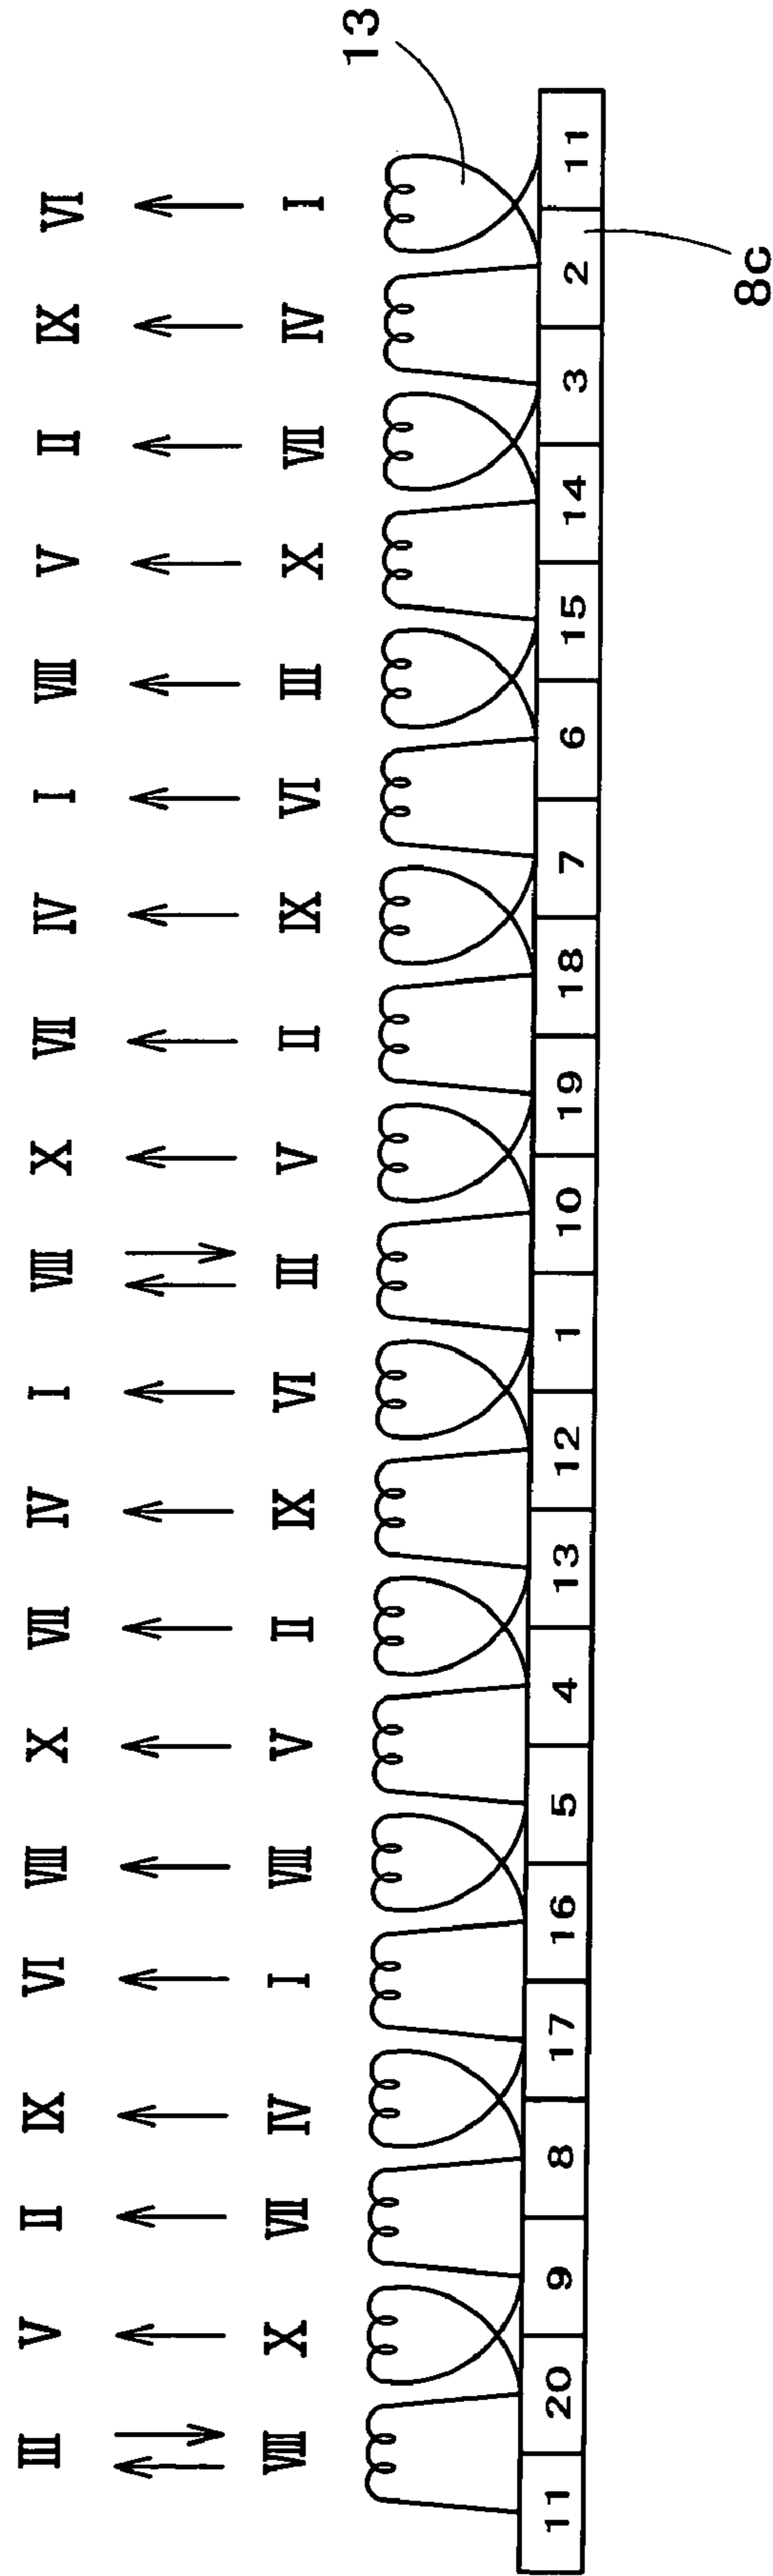 III V II IX VI VIII X VII IV I VIII X VII IV I VIII V II IX VI
VIII X VII IV I VIII V II IX VI III V II IX VI III X VII IV I
13
11 20 9 8 17 16 5 4 13 12 1 10 19 18 7 6 15 14 3 2 11
8c